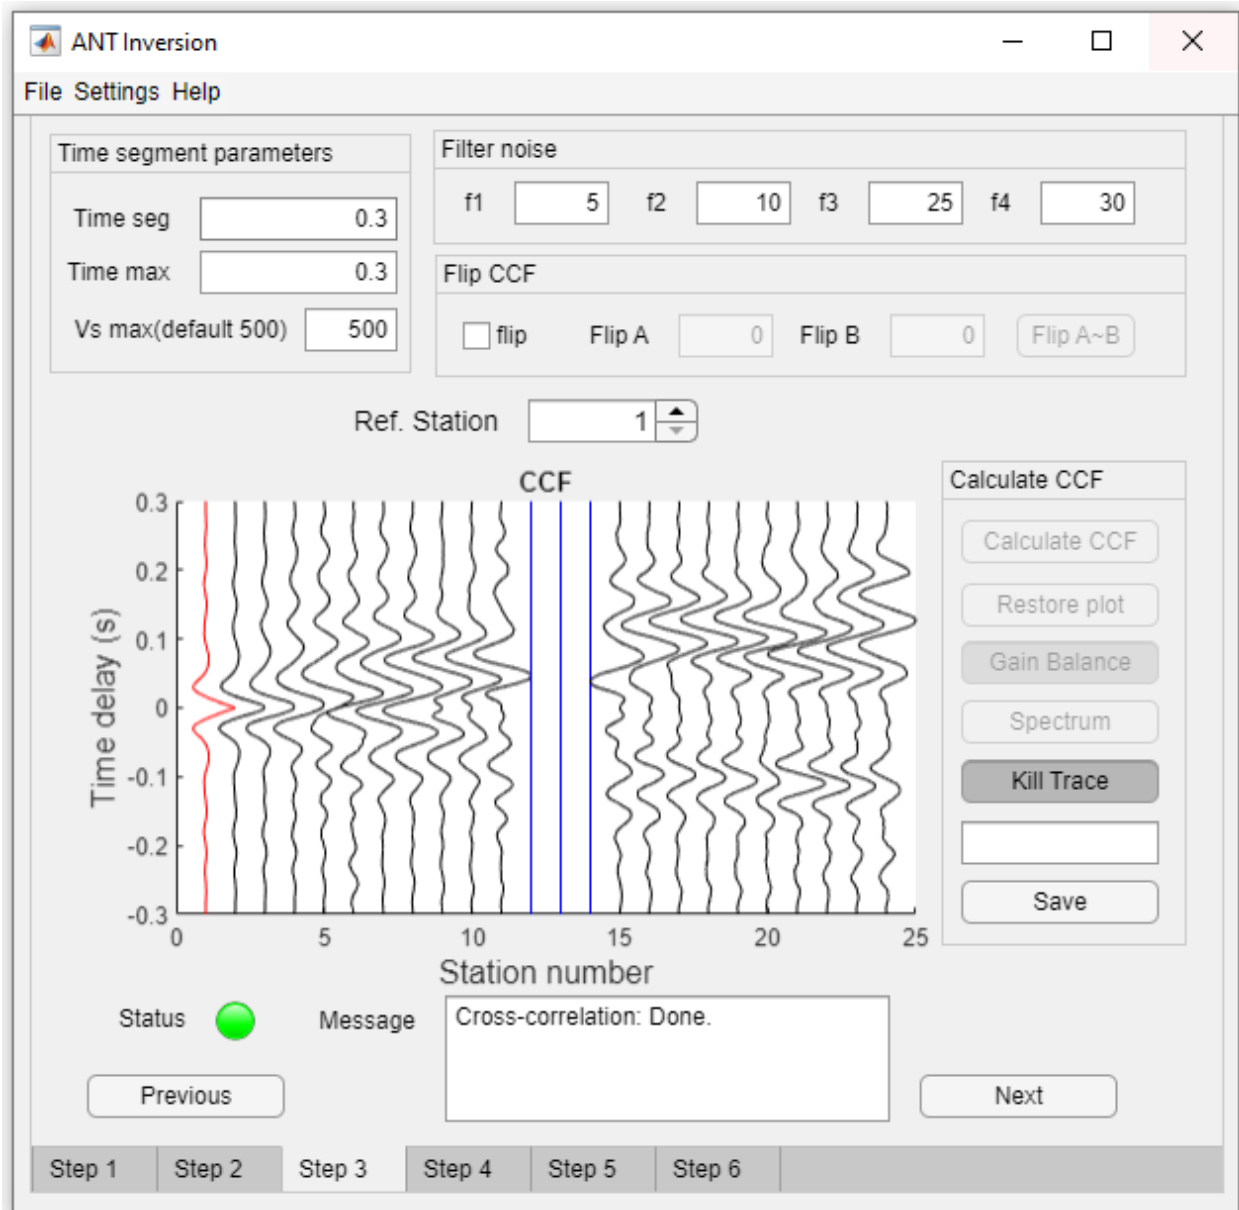 ANT Inversion
File Settings Help
Time segment parameters
Time seg 0.3
Time max 0.3
Vs max(default 500) 500
Filter noise
f1 5 f2 10 f3 25 f4 30
Flip CCF
flip Flip A 0 Flip B 0 Flip A~B
Ref. Station 1
CCF
0.3
0.2
0.1
0
-0.1
-0.2
-0.3
Time delay (s)
0 5 10 15 20 25
Station number
Calculate CCF
Calculate CCF
Restore plot
Gain Balance
Spectrum
Kill Trace
Save
Status
Message
Cross-correlation: Done.
Previous
Next
Step 1 Step 2 Step 3 Step 4 Step 5 Step 6